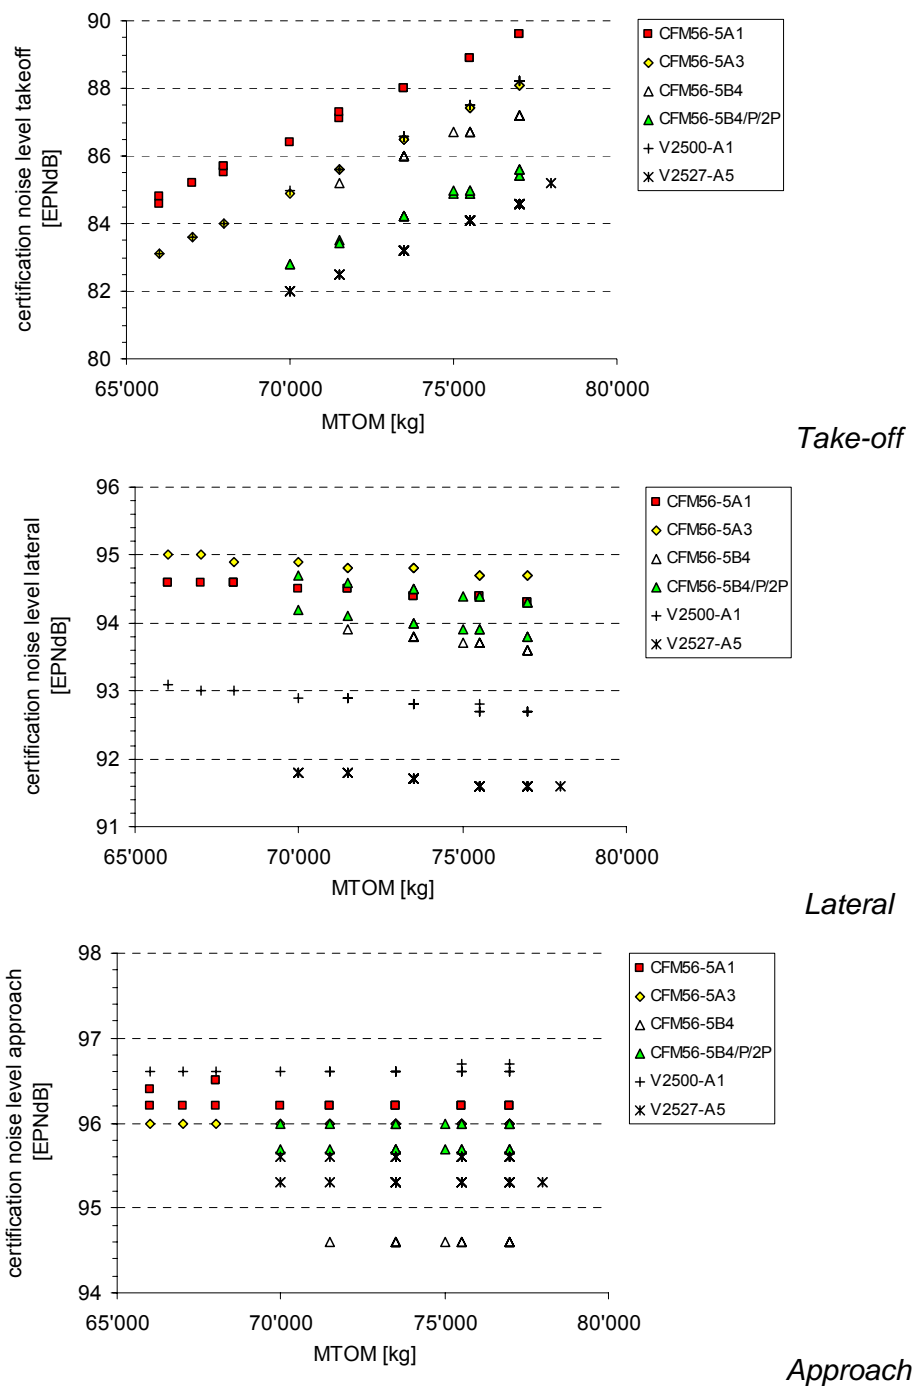 certification noise level takeoff
[EPNdB]
90
88
86
84
82
80
65'000
70'000
75'000
80'000
MTOM [kg]
CFM56-5A1
CFM56-5A3
CFM56-5B4
CFM56-5B4/P/2P
V2500-A1
V2527-A5
Take-off
certification noise level lateral
[EPNdB]
96
95
94
93
92
91
65'000
70'000
75'000
80'000
MTOM [kg]
CFM56-5A1
CFM56-5A3
CFM56-5B4
CFM56-5B4/P/2P
V2500-A1
V2527-A5
Lateral
certification noise level approach
[EPNdB]
98
97
96
95
94
65'000
70'000
75'000
80'000
MTOM [kg]
CFM56-5A1
CFM56-5A3
CFM56-5B4
CFM56-5B4/P/2P
V2500-A1
V2527-A5
Approach